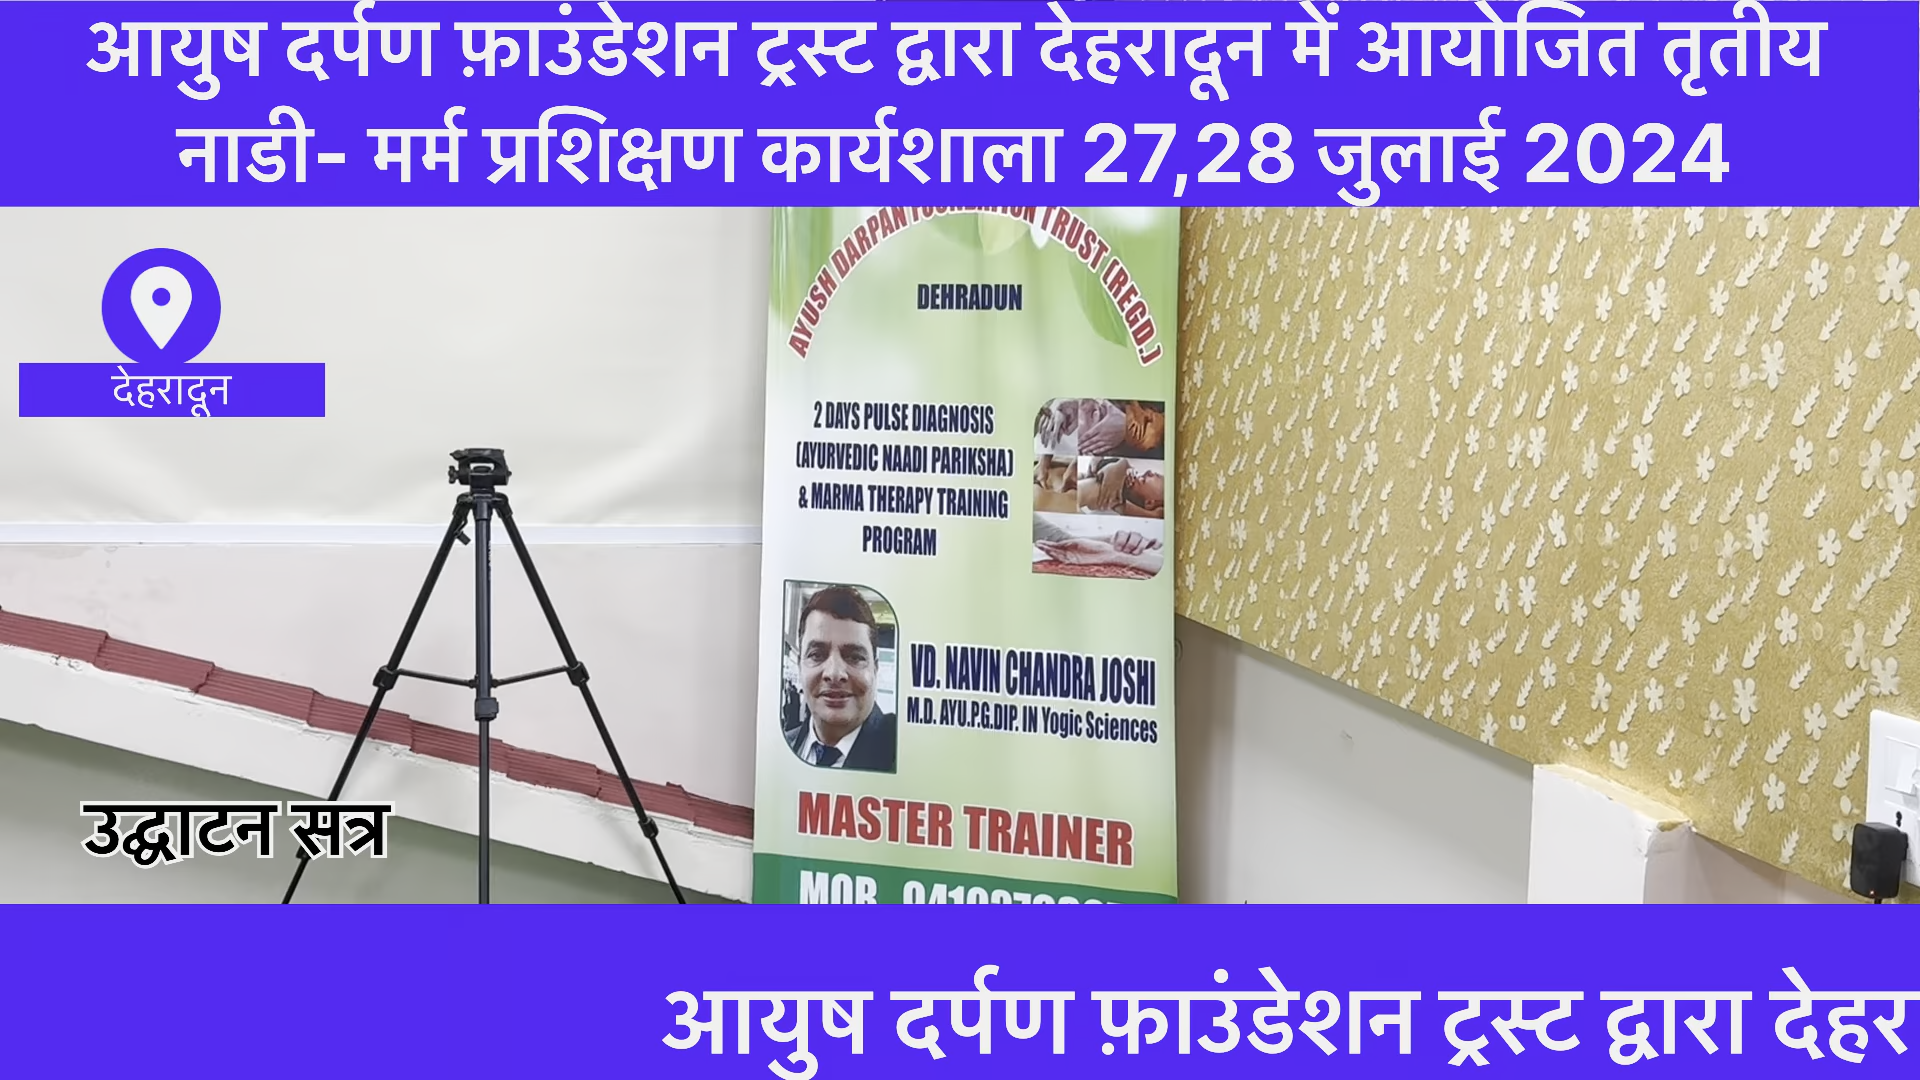 आयुष दर्पण फ़ाउंडेशन ट्रस्ट द्वारा देहरादून में आयोजित तृतीय
नाडी- मर्म प्रशिक्षण कार्यशाला 27,28 जुलाई 2024
AYUSH DARPAN FOUNDATION TRUST (REGD.)
DEHRADUN
देहरादून
2 DAYS PULSE DIAGNOSIS
(AYURVEDIC NAADI PARIKSHA)
& MARMA THERAPY TRAINING
PROGRAM
VD. NAVIN CHANDRA JOSHI
M.D. AYU.P.G.DIP. IN Yogic Sciences
MASTER TRAINER
उद्घाटन सत्र
MOB.
आयुष दर्पण फ़ाउंडेशन ट्रस्ट द्वारा देहर